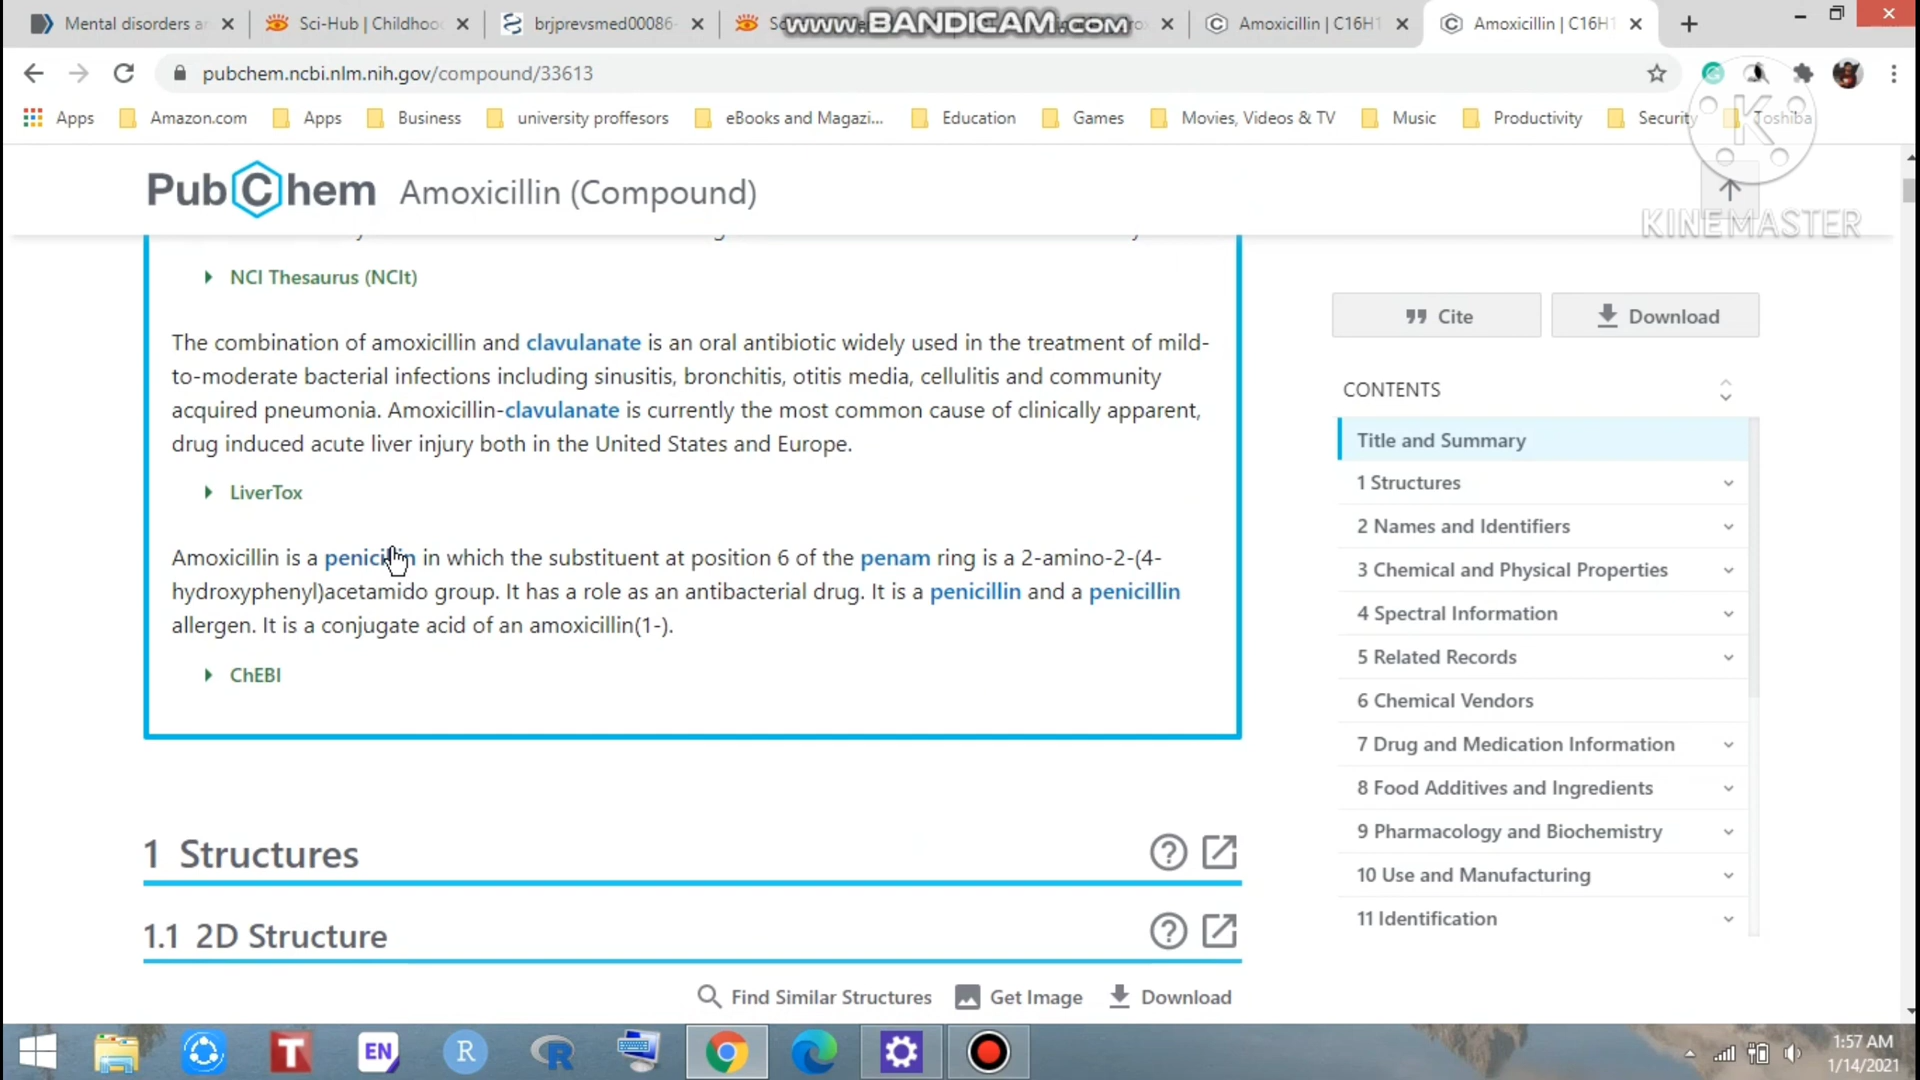 Mental disorders a
Sci-Hub | Childhoo
brjprevsmed00086-
www.BANDICAM.com
Amoxicillin | C16H1
Amoxicillin | C16H1
pubchem.ncbi.nlm.nih.gov/compound/33613
Apps
Amazon.com
Apps
Business
university proffesors
eBooks and Magazi...
Education
Games
Movies, Videos & TV
Music
Productivity
Security
Toshiba
K
KINEMASTER
PubChem Amoxicillin (Compound)
NCI Thesaurus (NCIt)
The combination of amoxicillin and clavulanate is an oral antibiotic widely used in the treatment of mild-
to-moderate bacterial infections including sinusitis, bronchitis, otitis media, cellulitis and community
acquired pneumonia. Amoxicillin-clavulanate is currently the most common cause of clinically apparent,
drug induced acute liver injury both in the United States and Europe.
LiverTox
Amoxicillin is a penicillin in which the substituent at position 6 of the penam ring is a 2-amino-2-(4-
hydroxyphenyl)acetamido group. It has a role as an antibacterial drug. It is a penicillin and a penicillin
allergen. It is a conjugate acid of an amoxicillin(1-).
ChEBI
1 Structures
1.1 2D Structure
Find Similar Structures
Get Image
Download
Cite
Download
CONTENTS
Title and Summary
1 Structures
2 Names and Identifiers
3 Chemical and Physical Properties
4 Spectral Information
5 Related Records
6 Chemical Vendors
7 Drug and Medication Information
8 Food Additives and Ingredients
9 Pharmacology and Biochemistry
10 Use and Manufacturing
11 Identification
T
EN
R
R
1:57 AM
1/14/2021